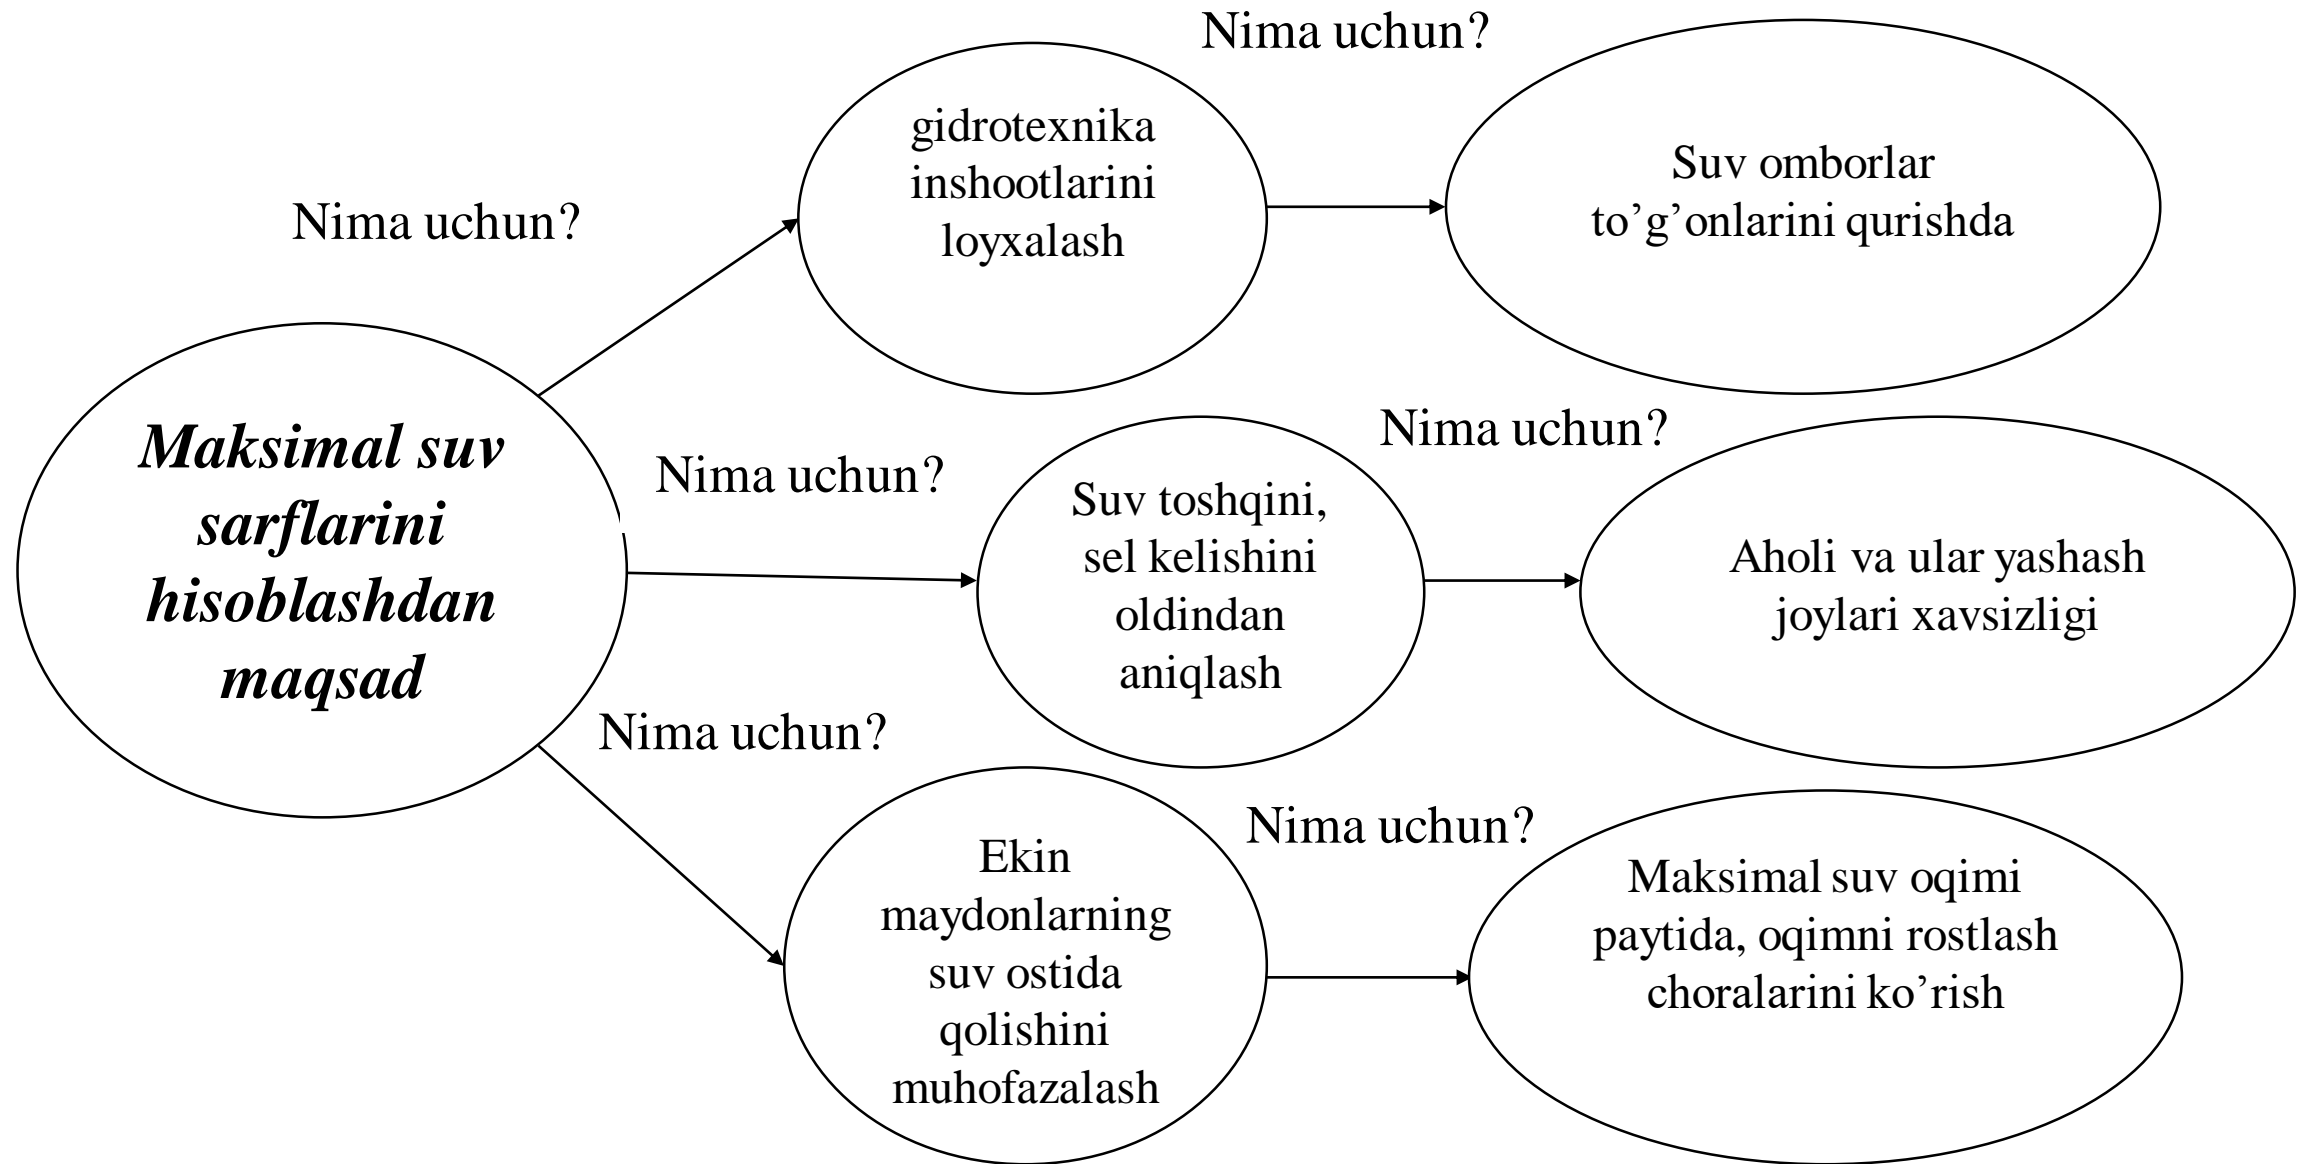 Nima uchun?
gidrotexnika
inshootlarini
loyxalash
Suv omborlar
to’g’onlarini qurishda
Nima uchun?
Maksimal suv
sarflarini
hisoblashdan
maqsad
Nima uchun?
Suv toshqini,
sel kelishini
oldindan
aniqlash
Nima uchun?
Aholi va ular yashash
joylari xavsizligi
Nima uchun?
Ekin
maydonlarning
suv ostida
qolishini
muhofazalash
Nima uchun?
Maksimal suv oqimi
paytida, oqimni rostlash
choralarini ko’rish